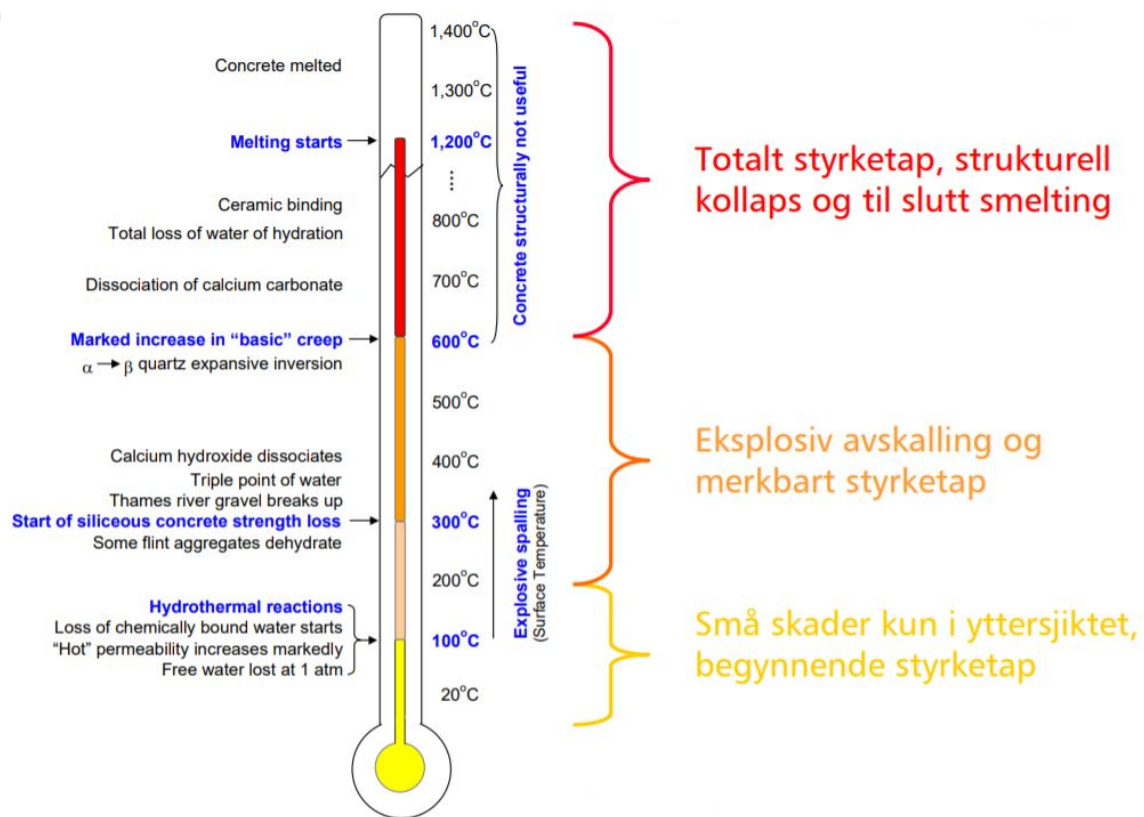 Concrete melted
Melting starts
Ceramic binding
Total loss of water of hydration
Dissociation of calcium carbonate
Marked increase in “basic” creep
α → β quartz expansive inversion
Calcium hydroxide dissociates
Triple point of water
Thames river gravel breaks up
Start of siliceous concrete strength loss
Some flint aggregates dehydrate
Hydrothermal reactions
Loss of chemically bound water starts
“Hot” permeability increases markedly
Free water lost at 1 atm
1,400°C
1,300°C
1,200°C
....
800°C
700°C
600°C
500°C
400°C
300°C
200°C
100°C
20°C
Concrete structurally not useful
Explosive spalling
(Surface Temperature)
Totalt styrketap, strukturell
kollaps og til slutt smelting
Eksplosiv avskalling og
merkbart styrketap
Små skader kun i yttersjiktet,
begynnende styrketap